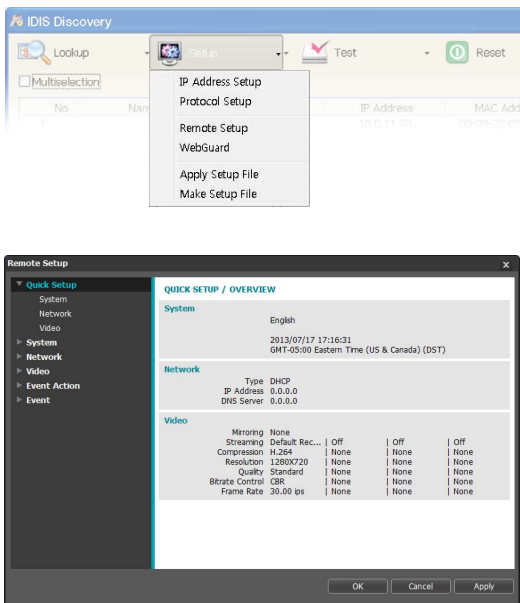 IDIS Discovery
Lookup Setup Test Reset
Multiselection
No Nam IP Address MAC Add
IP Address Setup
Protocol Setup
Remote Setup
WebGuard
Apply Setup File
Make Setup File
Remote Setup x
Quick Setup
System
Network
Video
System
Network
Video
Event Action
Event
QUICK SETUP / OVERVIEW
System
English
2013/07/17 17:16:31
GMT-05:00 Eastern Time (US & Canada) (DST)
Network
Type DHCP
IP Address 0.0.0.0
DNS Server 0.0.0.0
Video
Mirroring None
Streaming Default Rec... | Off | Off | Off
Compression H.264 | None | None | None
Resolution 1280X720 | None | None | None
Quality Standard | None | None | None
Bitrate Control CBR | None | None | None
Frame Rate 30.00 ips | None | None | None
OK Cancel Apply